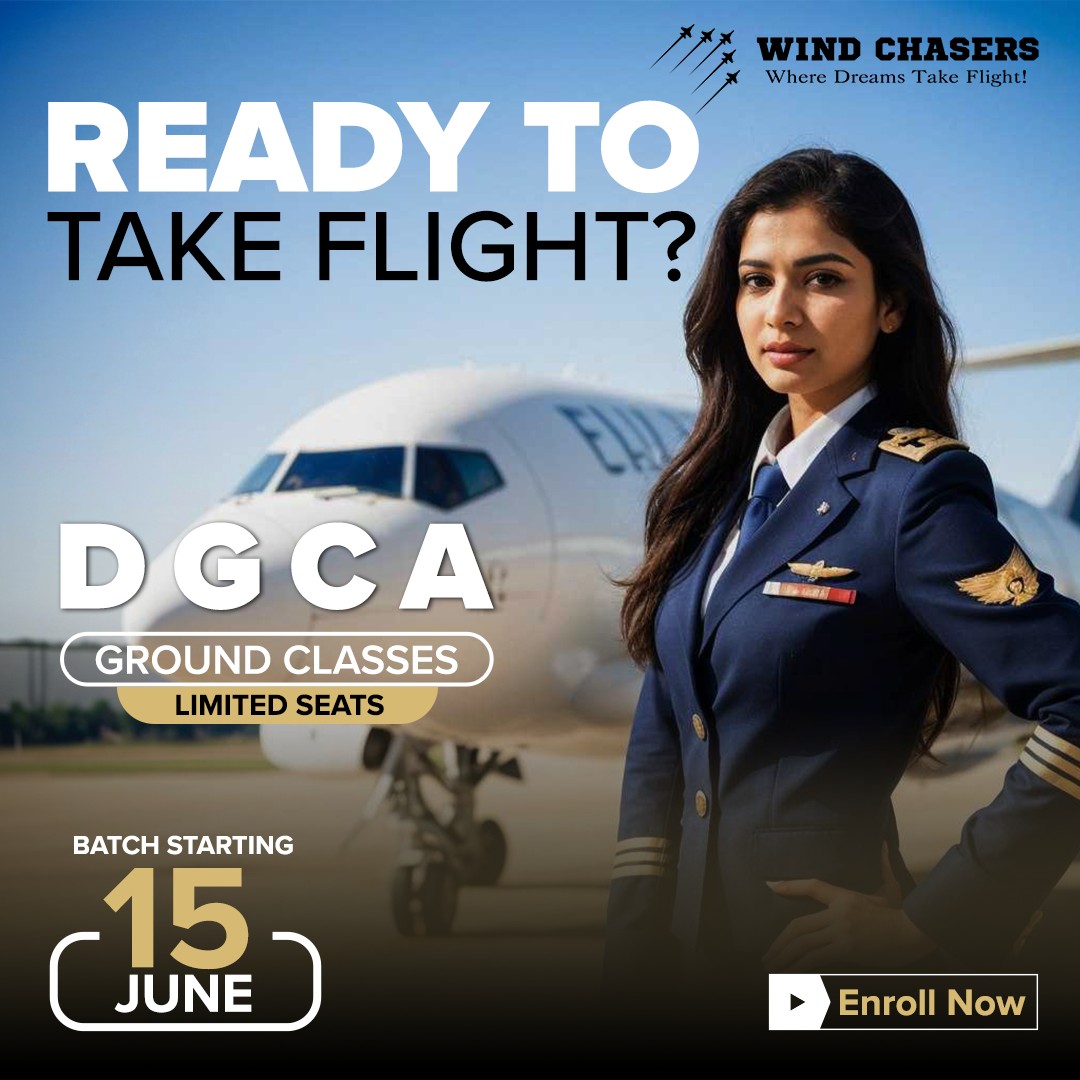 WIND CHASERS
Where Dreams Take Flight!
READY TO
TAKE FLIGHT?
DGCA
GROUND CLASSES
LIMITED SEATS
BATCH STARTING
15
JUNE
Enroll Now